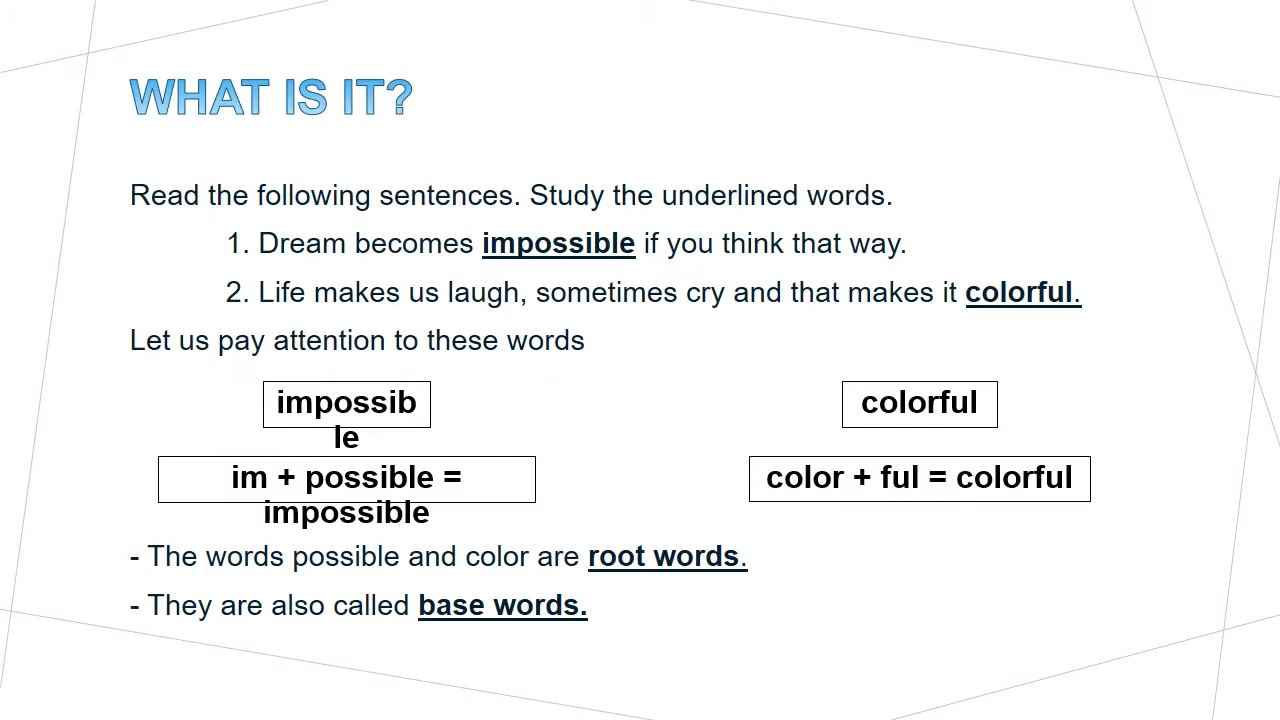 WHAT IS IT?
Read the following sentences. Study the underlined words.
1. Dream becomes impossible if you think that way.
2. Life makes us laugh, sometimes cry and that makes it colorful.
Let us pay attention to these words
impossib
le
colorful
im + possible =
impossible
color + ful = colorful
- The words possible and color are root words.
- They are also called base words.